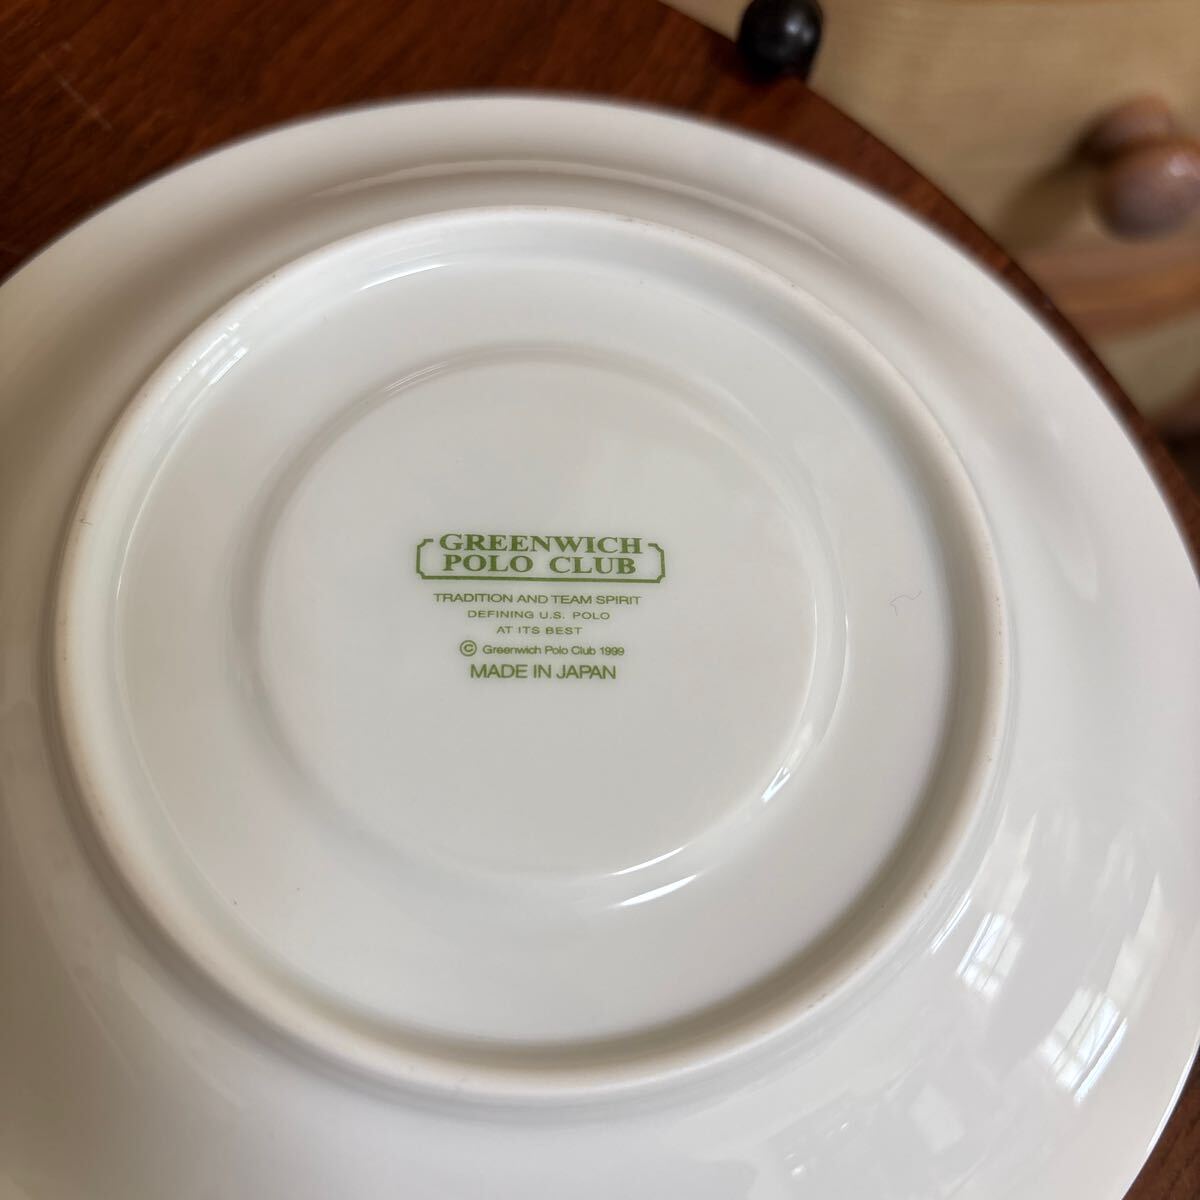 GREENWICH
POLO CLUB
TRADITION AND TEAM SPIRIT
DEFINING U.S. POLO
AT ITS BEST
© Greenwich Polo Club 1999
MADE IN JAPAN